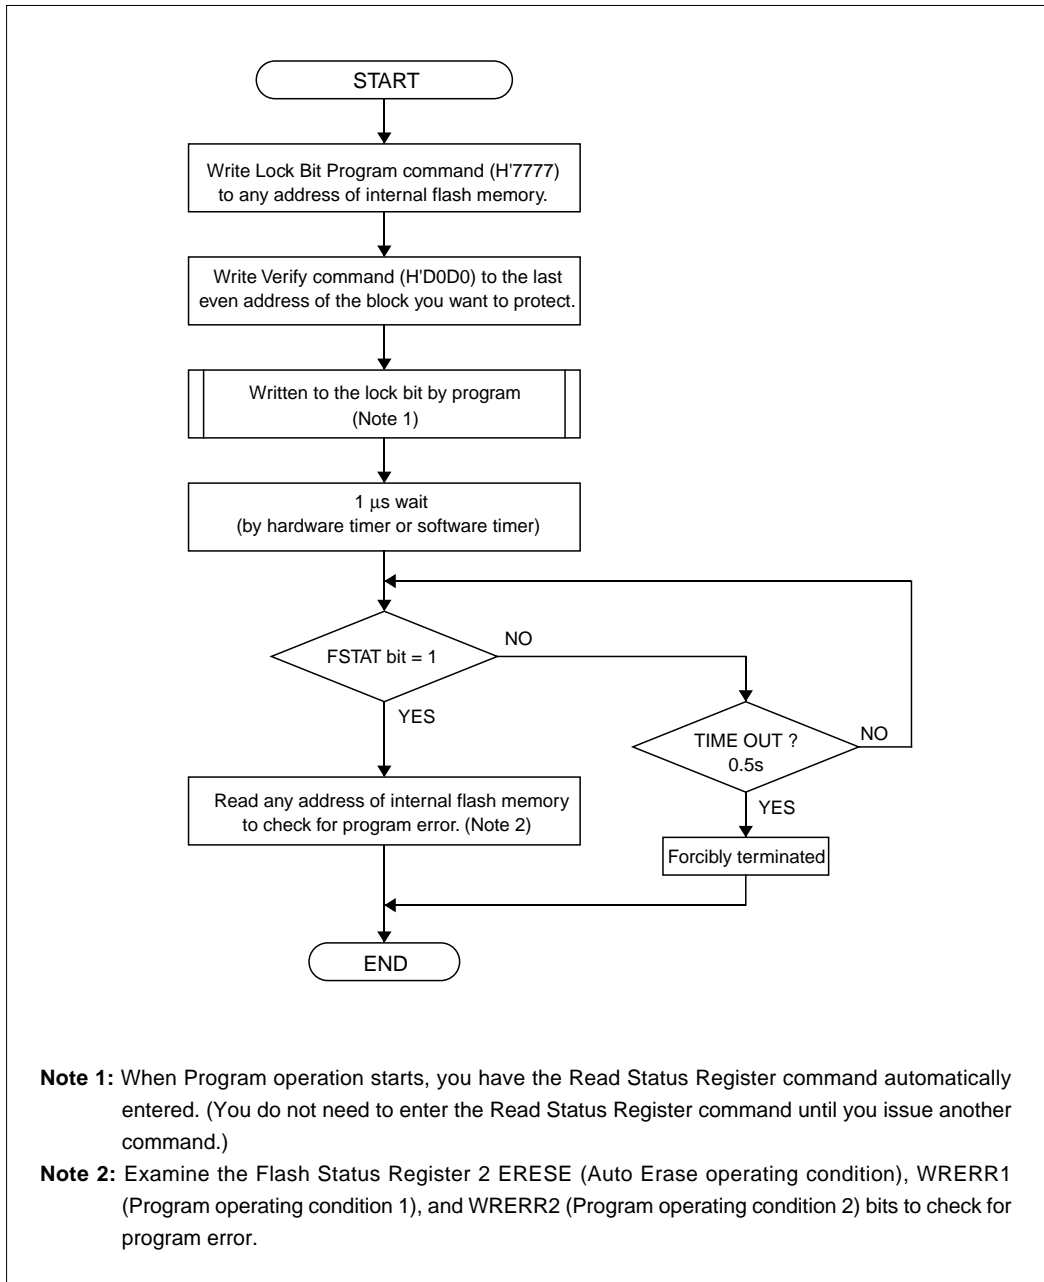 START
Write Lock Bit Program command (H'7777)
to any address of internal flash memory.
Write Verify command (H'D0D0) to the last
even address of the block you want to protect.
Written to the lock bit by program
(Note 1)
1 μs wait
(by hardware timer or software timer)
FSTAT bit = 1
NO
YES
TIME OUT ?
0.5s
NO
YES
Read any address of internal flash memory
to check for program error. (Note 2)
Forcibly terminated
END
Note 1: When Program operation starts, you have the Read Status Register command automatically
entered. (You do not need to enter the Read Status Register command until you issue another
command.)
Note 2: Examine the Flash Status Register 2 ERESE (Auto Erase operating condition), WRERR1
(Program operating condition 1), and WRERR2 (Program operating condition 2) bits to check for
program error.